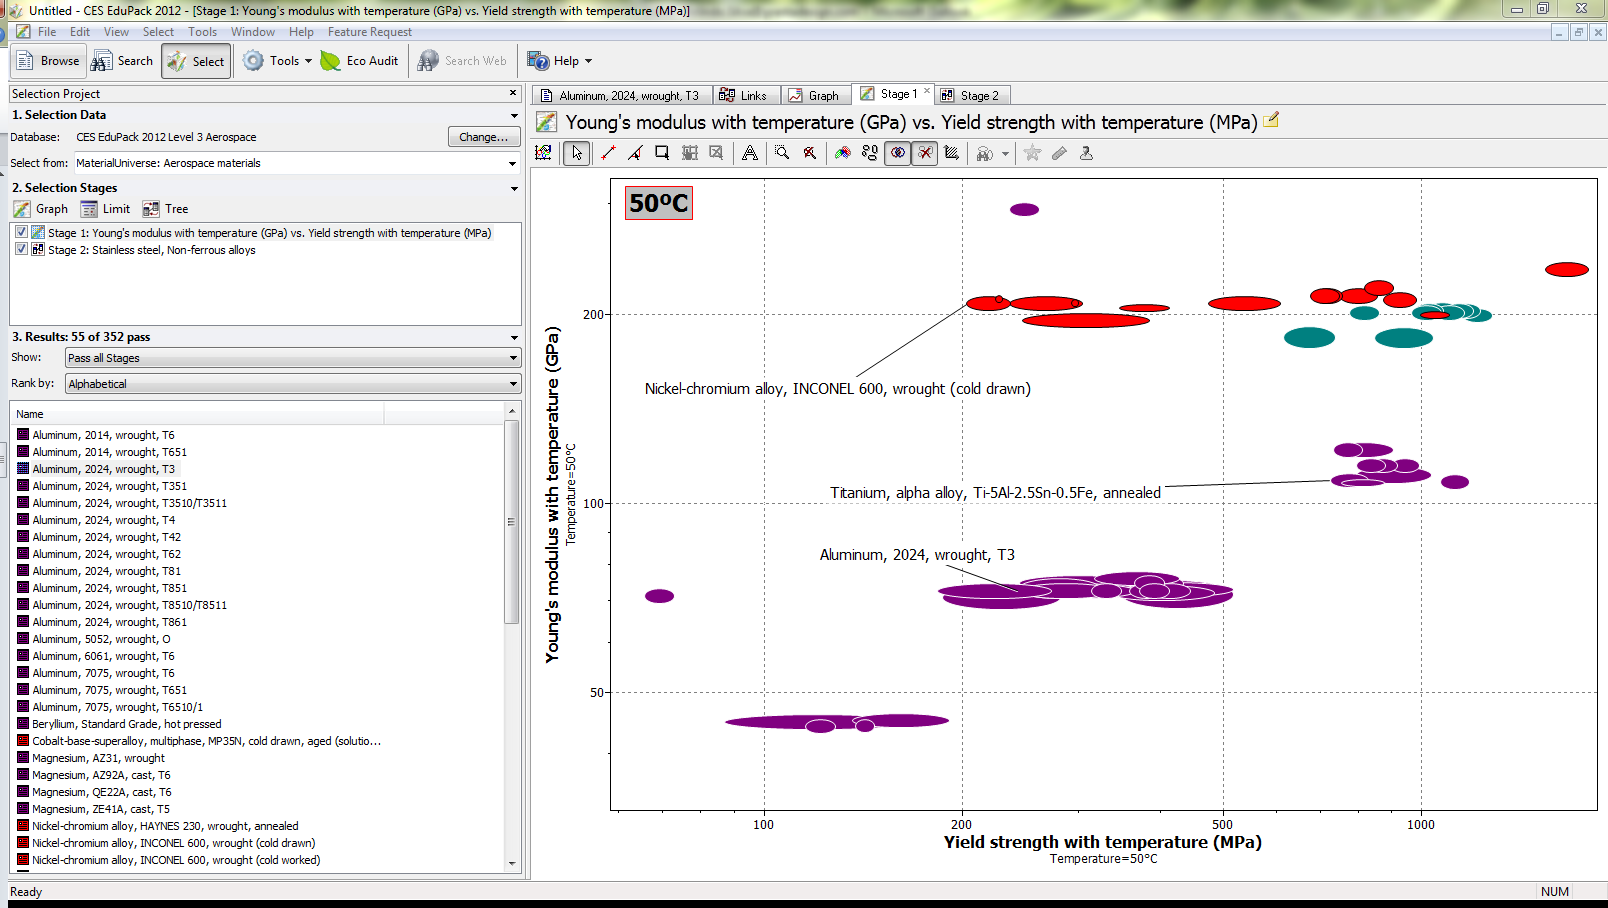 Untitled - CES EduPack 2012 - [Stage 1: Young's modulus with temperature (GPa) vs. Yield strength with temperature (MPa)]
File Edit View Select Tools Window Help Feature Request
Browse Search Select Tools Eco Audit Search Web Help
Selection Project
1. Selection Data
Database: CES EduPack 2012 Level 3 Aerospace Change...
Select from: MaterialUniverse: Aerospace materials
2. Selection Stages
Graph Limit Tree
Stage 1: Young's modulus with temperature (GPa) vs. Yield strength with temperature (MPa)
Stage 2: Stainless steel, Non-ferrous alloys
3. Results: 55 of 352 pass
Show: Pass all Stages
Rank by: Alphabetical
Name
Aluminum, 2014, wrought, T6
Aluminum, 2014, wrought, T651
Aluminum, 2024, wrought, T3
Aluminum, 2024, wrought, T351
Aluminum, 2024, wrought, T3510/T3511
Aluminum, 2024, wrought, T4
Aluminum, 2024, wrought, T42
Aluminum, 2024, wrought, T62
Aluminum, 2024, wrought, T81
Aluminum, 2024, wrought, T851
Aluminum, 2024, wrought, T8510/T8511
Aluminum, 2024, wrought, T861
Aluminum, 5052, wrought, O
Aluminum, 6061, wrought, T6
Aluminum, 7075, wrought, T6
Aluminum, 7075, wrought, T651
Aluminum, 7075, wrought, T6510/1
Beryllium, Standard Grade, hot pressed
Cobalt-base-superalloy, multiphase, MP35N, cold drawn, aged (solutio...
Magnesium, AZ31, wrought
Magnesium, AZ92A, cast, T6
Magnesium, QE22A, cast, T6
Magnesium, ZE41A, cast, T5
Nickel-chromium alloy, HAYNES 230, wrought, annealed
Nickel-chromium alloy, INCONEL 600, wrought (cold drawn)
Nickel-chromium alloy, INCONEL 600, wrought (cold worked)
Ready
Aluminum, 2024, wrought, T3 Links Graph Stage 1 Stage 2
Young's modulus with temperature (GPa) vs. Yield strength with temperature (MPa)
50ºC
200
Nickel-chromium alloy, INCONEL 600, wrought (cold drawn)
Titanium, alpha alloy, Ti-5Al-2.5Sn-0.5Fe, annealed
100
Aluminum, 2024, wrought, T3
50
Young's modulus with temperature (GPa)
Temperature=50°C
100 200 500 1000
Yield strength with temperature (MPa)
Temperature=50°C
NUM